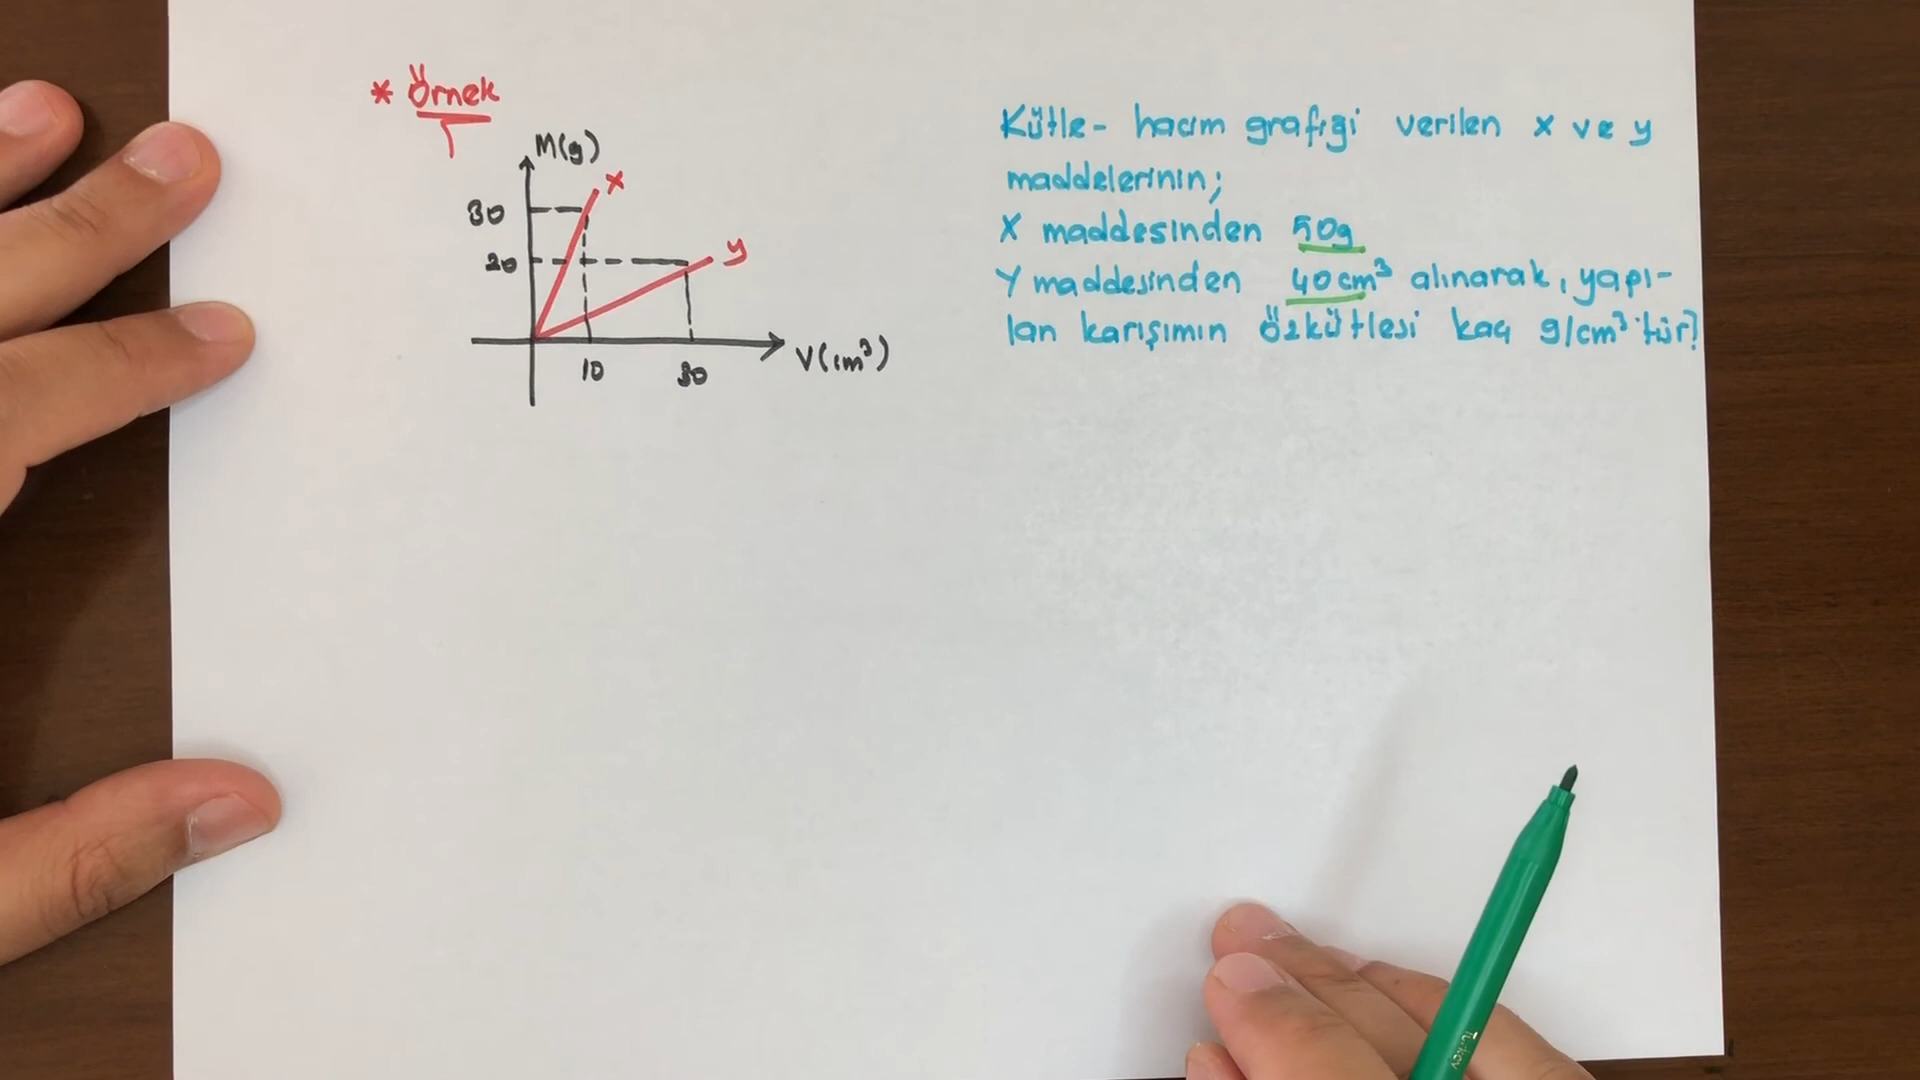 * Örnek
M(g)
x
30
20
y
10
30
V(cm³)
Kütle- hacim grafiği verilen x ve y
maddelerinin;
X maddesinden 50g
Y maddesinden 40cm³ alınarak, yapı-
lan karışımın özkütlesi kaç g/cm³'tür?
Turkey